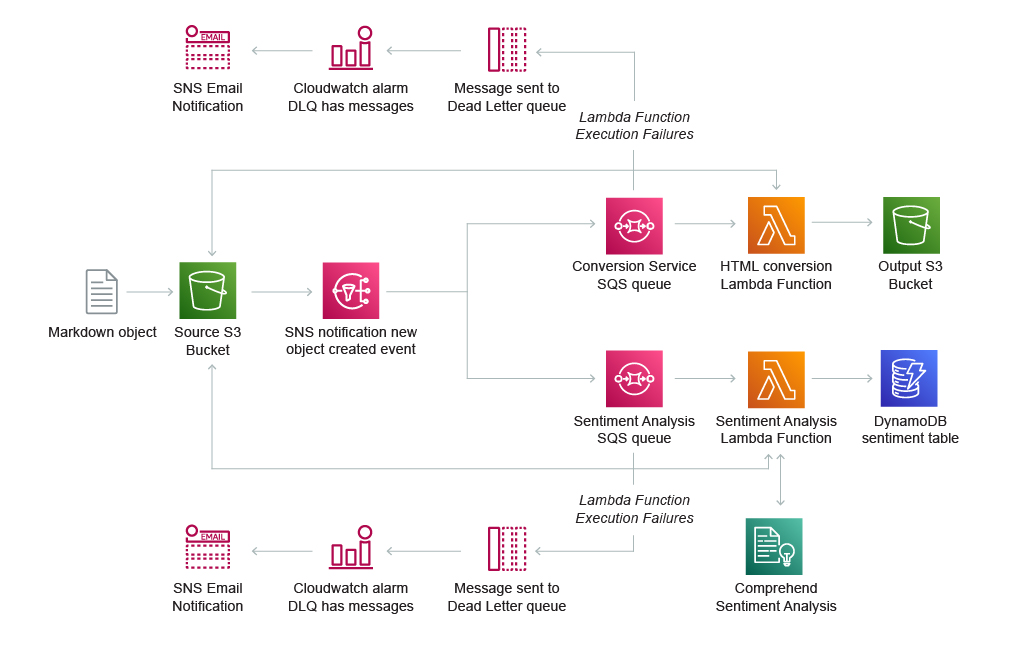 EMAIL
SNS Email
Notification
Cloudwatch alarm
DLQ has messages
Message sent to
Dead Letter queue
Lambda Function
Execution Failures
Conversion Service
SQS queue
HTML conversion
Lambda Function
Output S3
Bucket
Markdown object
Source S3
Bucket
SNS notification new
object created event
Sentiment Analysis
SQS queue
Sentiment Analysis
Lambda Function
DynamoDB
sentiment table
Lambda Function
Execution Failures
EMAIL
SNS Email
Notification
Cloudwatch alarm
DLQ has messages
Message sent to
Dead Letter queue
Comprehend
Sentiment Analysis